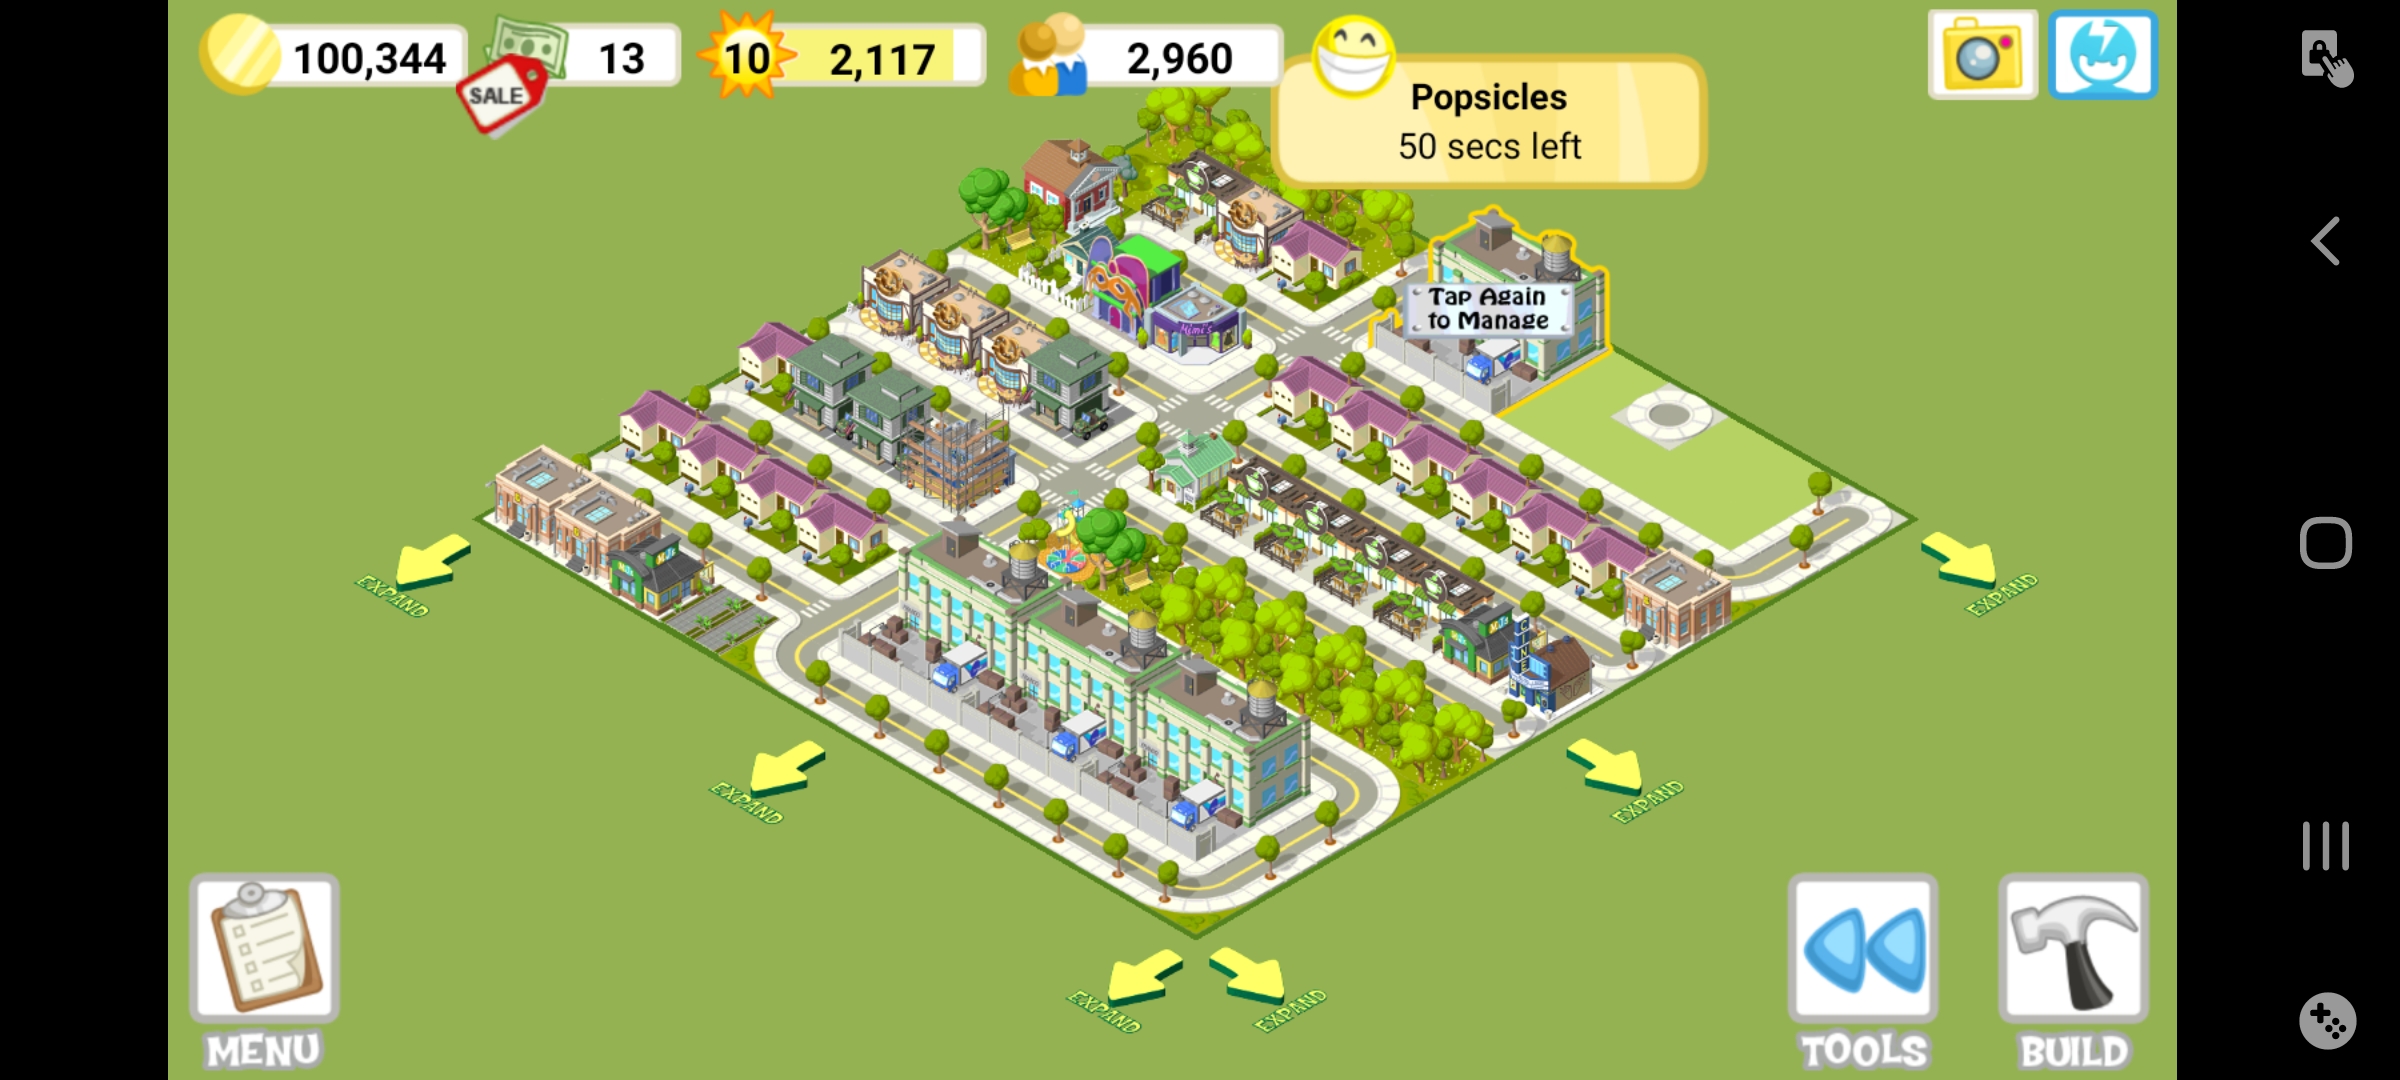 100,344
SALE
13
10
2,117
2,960
Popsicles
50 secs left
Tap Again
to Manage
Mimi's
EXPAND
EXPAND
EXPAND
EXPAND
EXPAND
EXPAND
MENU
TOOLS
BUILD